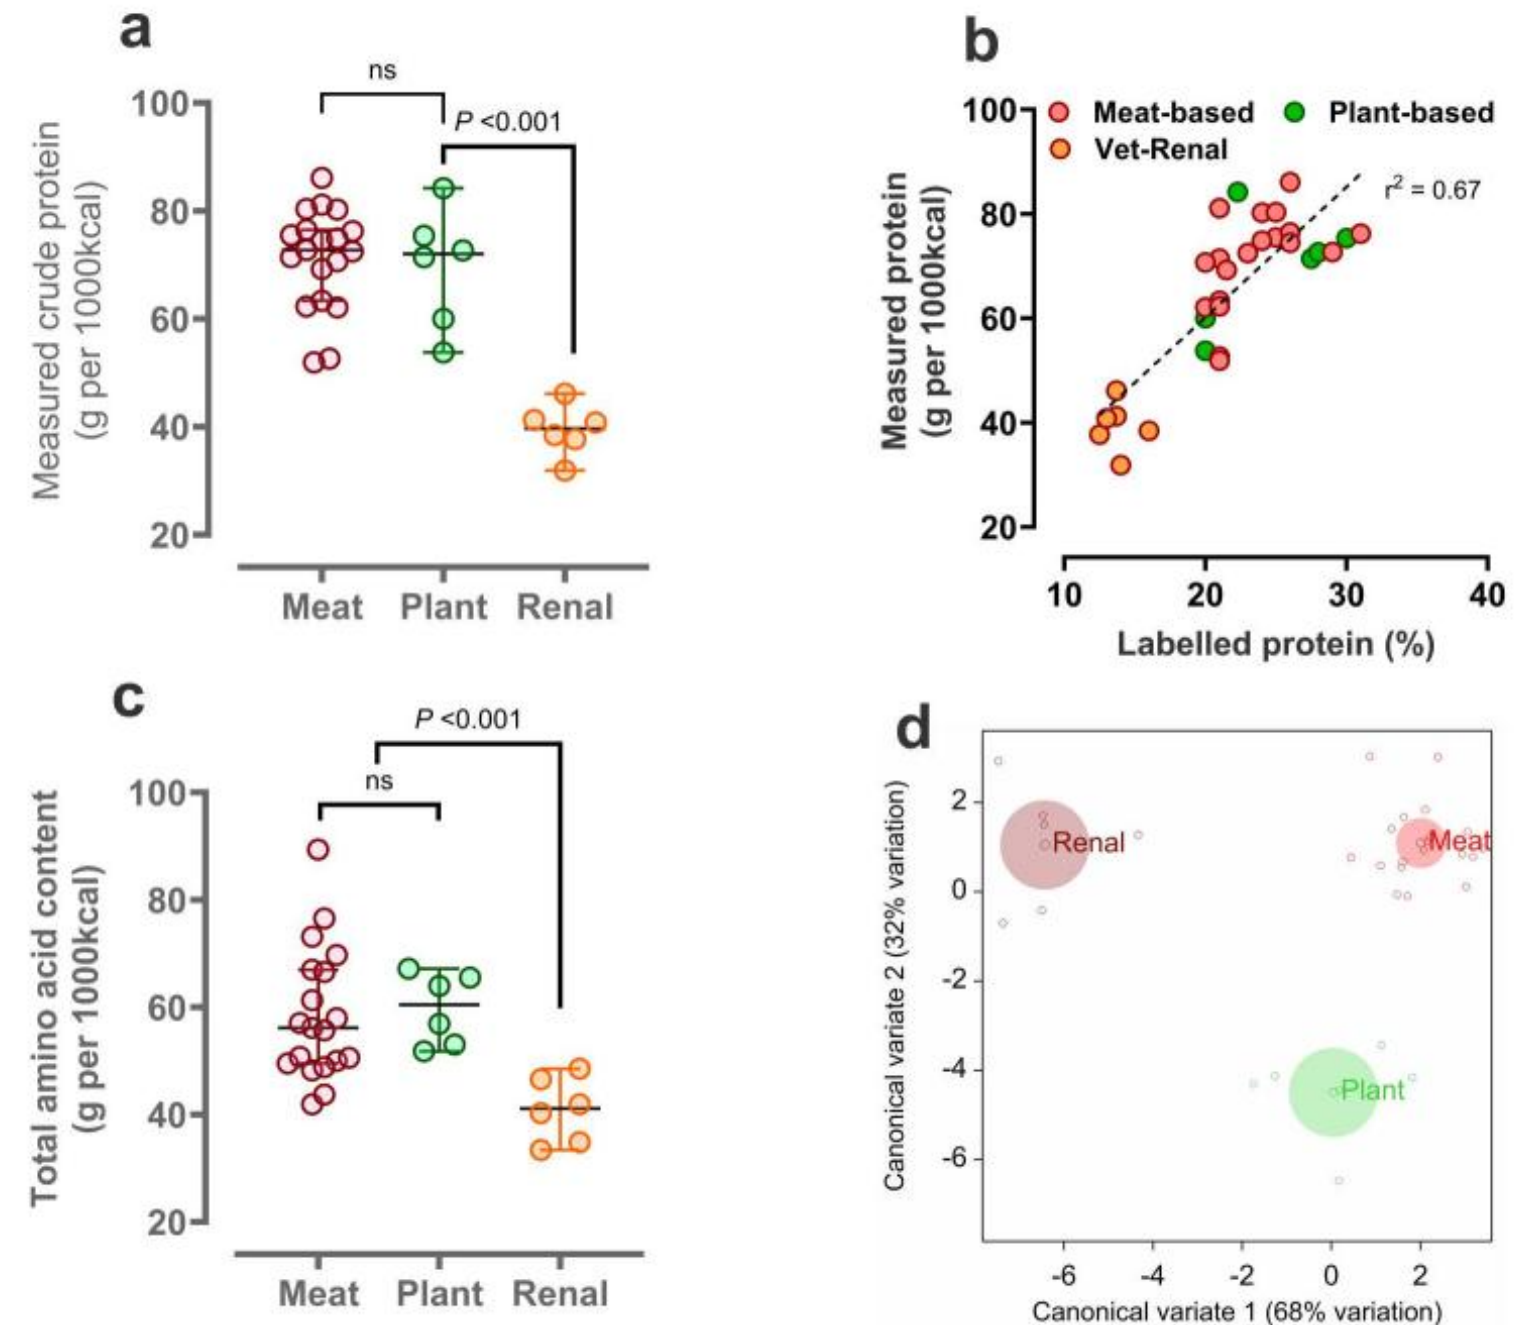 a
ns
P <0.001
100
80
60
40
20
Measured crude protein
(g per 1000kcal)
Meat Plant Renal
b
Meat-based Plant-based
Vet-Renal
r2 = 0.67
100
80
60
40
20
Measured protein
(g per 1000kcal)
10 20 30 40
Labelled protein (%)
c
P <0.001
ns
100
80
60
40
20
Total amino acid content
(g per 1000kcal)
Meat Plant Renal
d
2
0
-2
-4
-6
Canonical variate 2 (32% variation)
Renal
Meat
Plant
-6 -4 -2 0 2
Canonical variate 1 (68% variation)